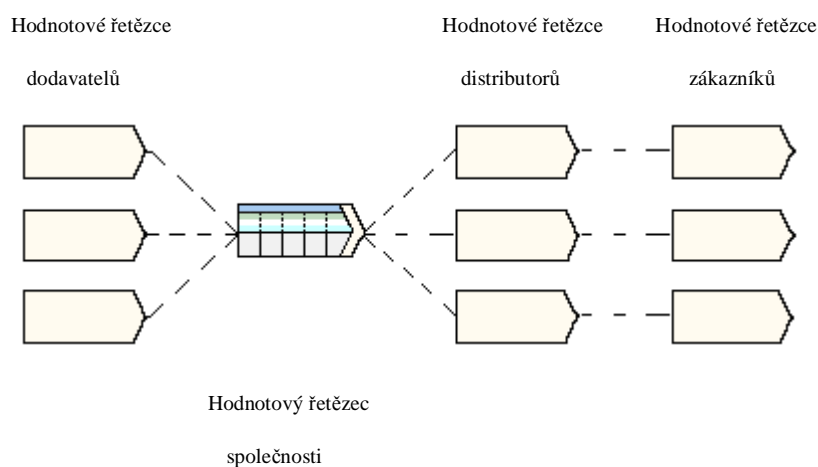 Hodnotové řetězce
dodavatelů
Hodnotové řetězce
distributorů
Hodnotové řetězce
zákazníků
Hodnotový řetězec
společnosti